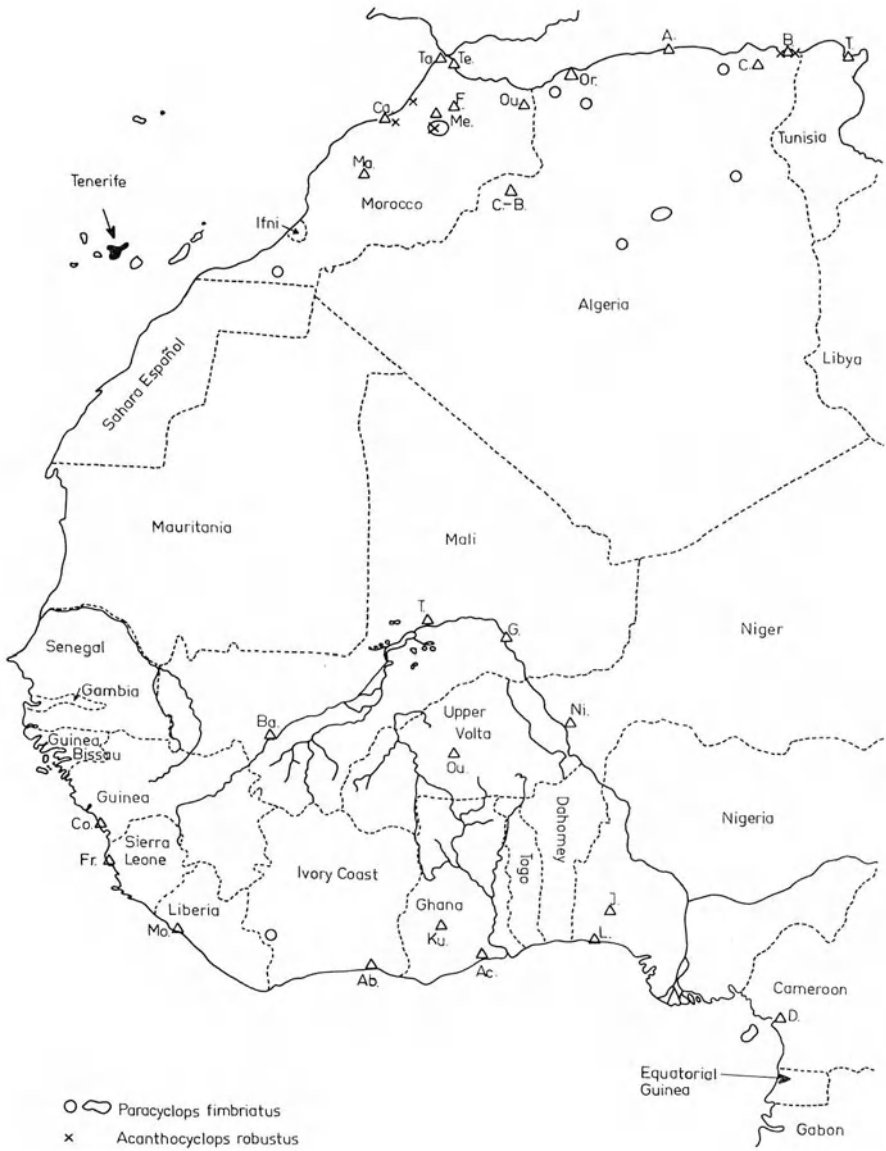 A.
B.
T.
Ta.
Te.
Or.
C.
Ca.
F.
Ou.
Me.
Tunisia
Ma.
Tenerife
Morocco
C.-B.
Ifni
Algeria
Libya
Sahara Español
Mauritania
Mali
T.
G.
Niger
Senegal
Gambia
Ba.
Upper
Volta
Ni.
Guinea
Bissau
Ou.
Guinea
Dahomey
Nigeria
Co.
Sierra
Leone
Togo
Fr.
Ivory Coast
Ghana
I.
Liberia
Ku.
Mo.
L.
Ab.
Ac.
Cameroon
D.
Equatorial
Guinea
Gabon
Paracyclops fimbriatus
Acanthocyclops robustus